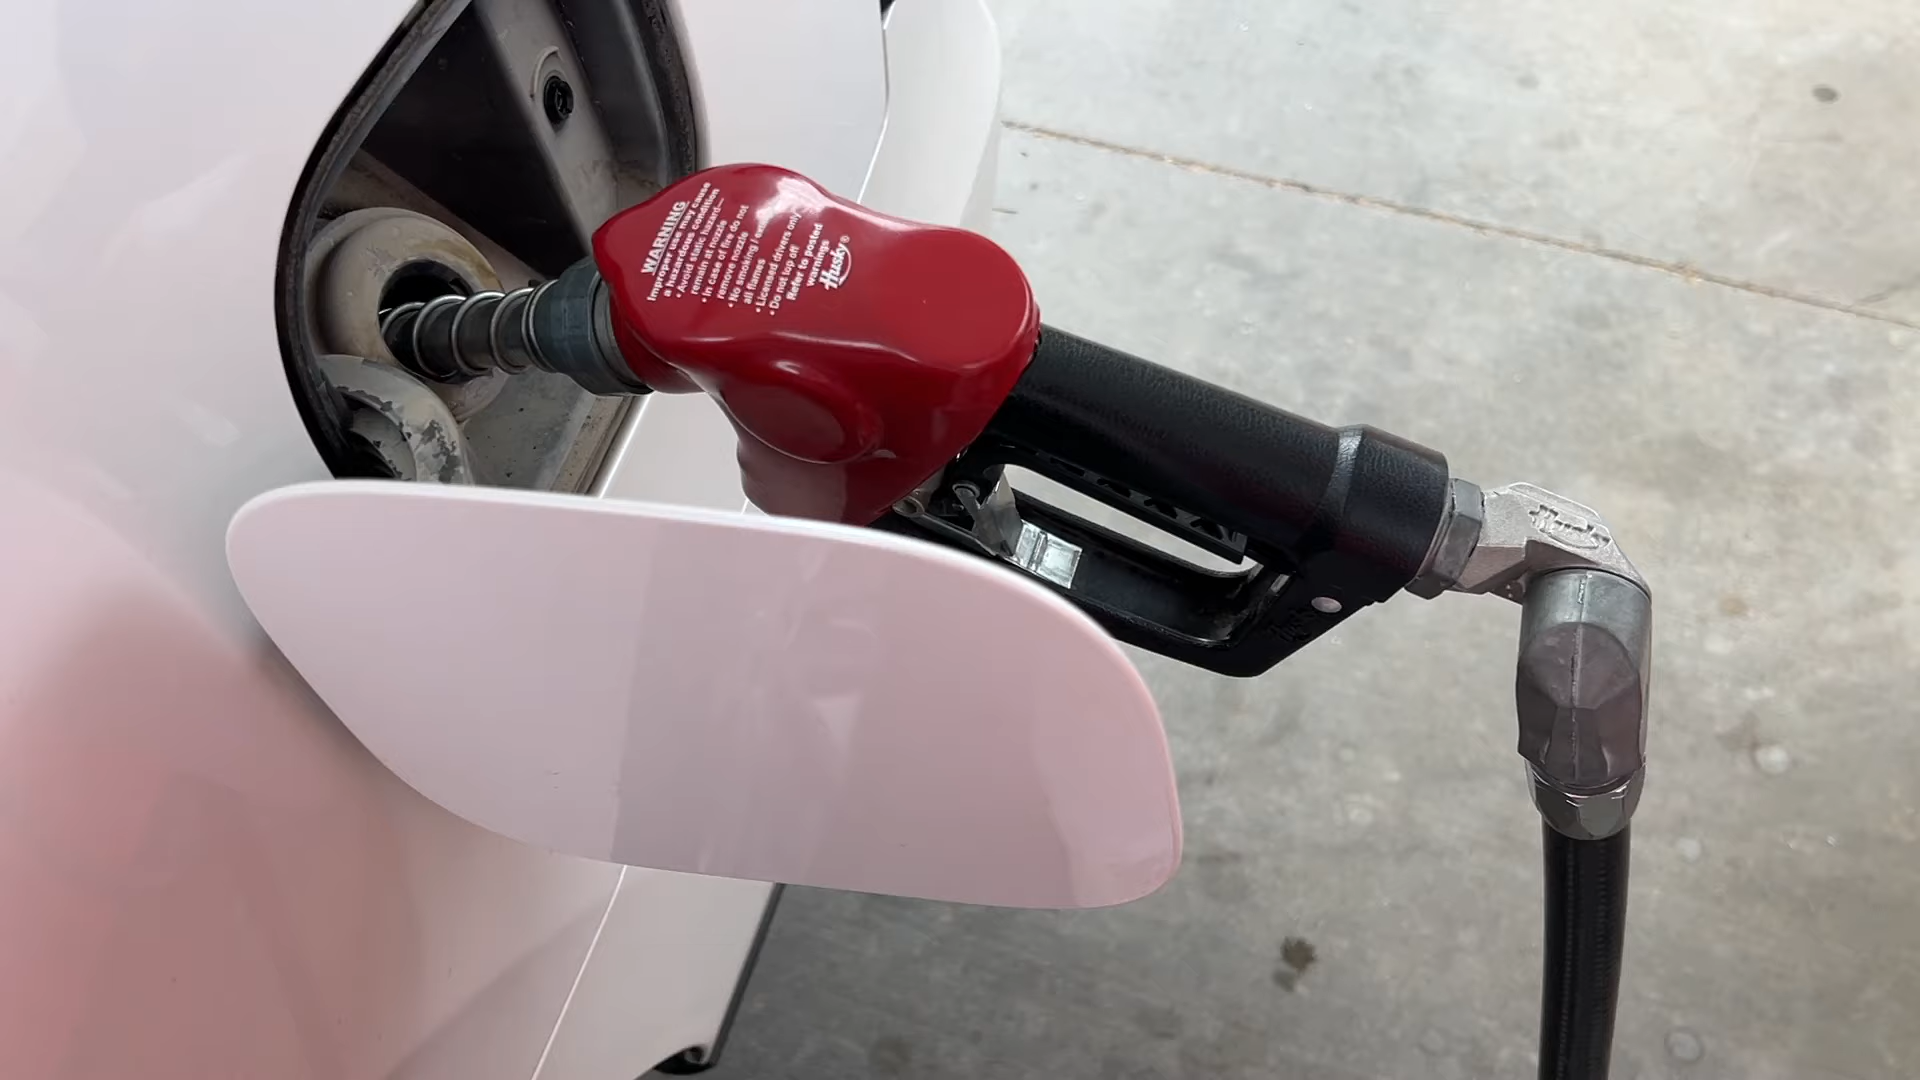 WARNING
Improper use may cause
a hazardous condition
• Avoid static hazard—
remain at nozzle
• In case of fire do not
remove nozzle
• No smoking /
all flames
• Licensed drivers only
• Do not top off
Refer to posted
warnings
Husky®
Husky